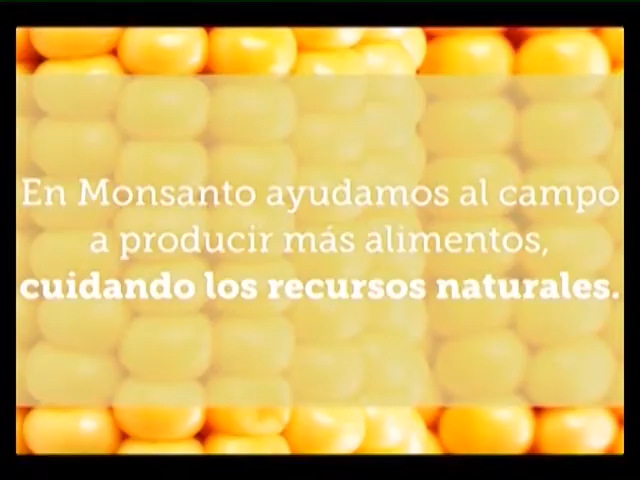 En Monsanto ayudamos al campo
a producir más alimentos,
cuidando los recursos naturales.